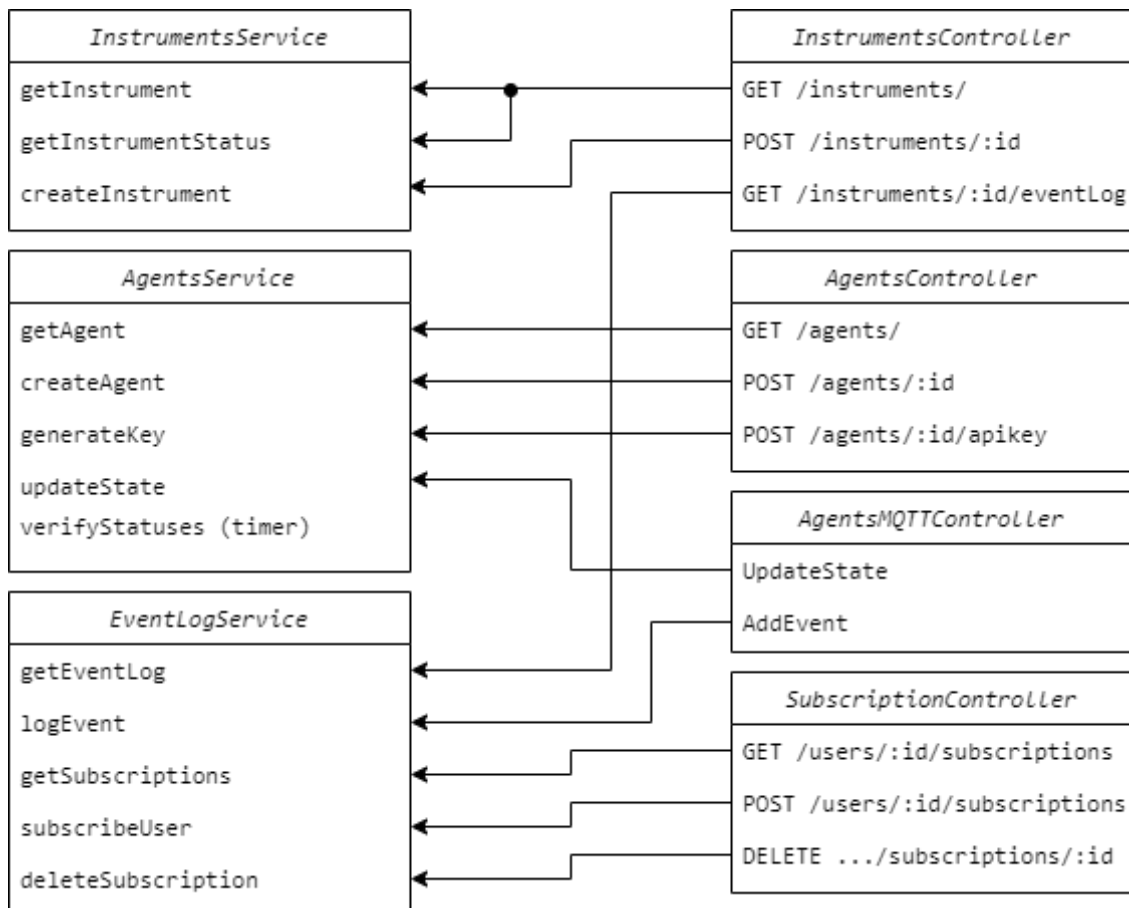 InstrumentsService
getInstrument
getInstrumentStatus
createInstrument
AgentsService
getAgent
createAgent
generateKey
updateState
verifyStatuses (timer)
EventLogService
getEventLog
logEvent
getSubscriptions
subscribeUser
deleteSubscription
InstrumentsController
GET /instruments/
POST /instruments/:id
GET /instruments/:id/eventLog
AgentsController
GET /agents/
POST /agents/:id
POST /agents/:id/apikey
AgentsMQTTController
UpdateState
AddEvent
SubscriptionController
GET /users/:id/subscriptions
POST /users/:id/subscriptions
DELETE .../subscriptions/:id